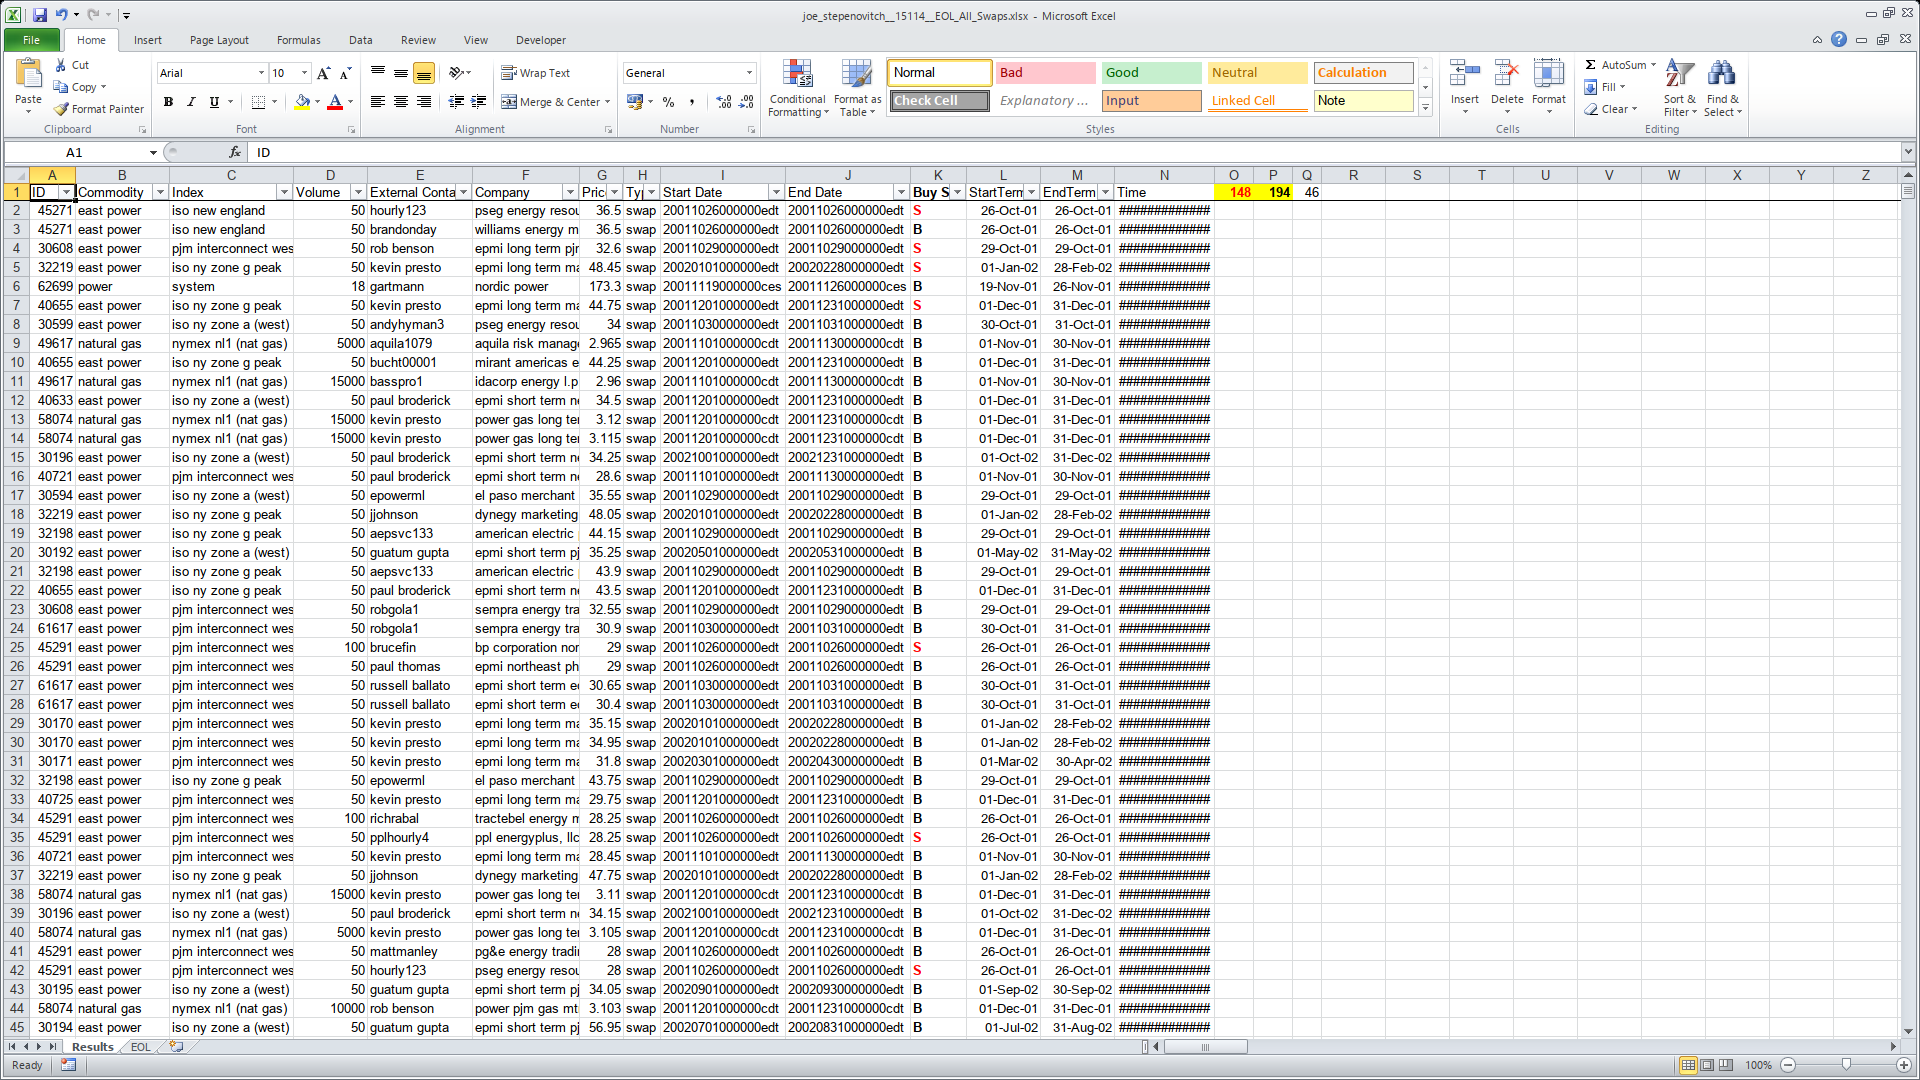 joe_stepenovitch__15114__EOL_All_Swaps.xlsx - Microsoft Excel
File Home Insert Page Layout Formulas Data Review View Developer
Cut Arial 10 Wrap Text General Normal Bad Good Neutral Calculation AutoSum
Copy Fill
Paste Format Painter Merge & Center Conditional Formatting Format as Table Check Cell Explanatory ... Input Linked Cell Note Insert Delete Format Clear Sort & Filter Find & Select
Clipboard Font Alignment Number Styles Cells Editing
A1 fx ID
A B C D E F G H I J K L M N O P Q R S T U V W X Y Z
1 ID Commodity Index Volume External Conta Company Pric Typ Start Date End Date Buy S StartTerm EndTerm Time 148 194 46
2 45271 east power iso new england 50 hourly123 pseg energy resou 36.5 swap 20011026000000edt 20011026000000edt S 26-Oct-01 26-Oct-01 #############
3 45271 east power iso new england 50 brandonday williams energy m 36.5 swap 20011026000000edt 20011026000000edt B 26-Oct-01 26-Oct-01 #############
4 30608 east power pjm interconnect wes 50 rob benson epmi long term pjr 32.6 swap 20011029000000edt 20011029000000edt S 29-Oct-01 29-Oct-01 #############
5 32219 east power iso ny zone g peak 50 kevin presto epmi long term ma 48.45 swap 20020101000000edt 20020228000000edt S 01-Jan-02 28-Feb-02 #############
6 62699 power system 18 gartmann nordic power 173.3 swap 20011119000000ces 20011126000000ces B 19-Nov-01 26-Nov-01 #############
7 40655 east power iso ny zone g peak 50 kevin presto epmi long term ma 44.75 swap 20011201000000edt 20011231000000edt S 01-Dec-01 31-Dec-01 #############
8 30599 east power iso ny zone a (west) 50 andyhyman3 pseg energy resou 34 swap 20011030000000edt 20011031000000edt B 30-Oct-01 31-Oct-01 #############
9 49617 natural gas nymex nl1 (nat gas) 5000 aquila1079 aquila risk manag 2.965 swap 20011101000000cdt 20011130000000cdt B 01-Nov-01 30-Nov-01 #############
10 40655 east power iso ny zone g peak 50 bucht00001 mirant americas e 44.25 swap 20011201000000edt 20011231000000edt B 01-Dec-01 31-Dec-01 #############
11 49617 natural gas nymex nl1 (nat gas) 15000 basspro1 idacorp energy l.p 2.96 swap 20011101000000cdt 20011130000000cdt B 01-Nov-01 30-Nov-01 #############
12 40633 east power iso ny zone a (west) 50 paul broderick epmi short term ne 34.5 swap 20011201000000edt 20011231000000edt B 01-Dec-01 31-Dec-01 #############
13 58074 natural gas nymex nl1 (nat gas) 15000 kevin presto power gas long te 3.12 swap 20011201000000cdt 20011231000000cdt B 01-Dec-01 31-Dec-01 #############
14 58074 natural gas nymex nl1 (nat gas) 15000 kevin presto power gas long te 3.115 swap 20011201000000cdt 20011231000000cdt B 01-Dec-01 31-Dec-01 #############
15 30196 east power iso ny zone a (west) 50 paul broderick epmi short term ne 34.25 swap 20021001000000edt 20021231000000edt B 01-Oct-02 31-Dec-02 #############
16 40721 east power pjm interconnect wes 50 paul broderick epmi short term ne 28.6 swap 20011101000000edt 20011130000000edt B 01-Nov-01 30-Nov-01 #############
17 30594 east power iso ny zone a (west) 50 epowerml el paso merchant 35.55 swap 20011029000000edt 20011029000000edt B 29-Oct-01 29-Oct-01 #############
18 32219 east power iso ny zone g peak 50 jjohnson dynegy marketing 48.05 swap 20020101000000edt 20020228000000edt B 01-Jan-02 28-Feb-02 #############
19 32198 east power iso ny zone g peak 50 aepsvc133 american electric 44.15 swap 20011029000000edt 20011029000000edt B 29-Oct-01 29-Oct-01 #############
20 30192 east power iso ny zone a (west) 50 guatum gupta epmi short term pj 35.25 swap 20020501000000edt 20020531000000edt B 01-May-02 31-May-02 #############
21 32198 east power iso ny zone g peak 50 aepsvc133 american electric 43.9 swap 20011029000000edt 20011029000000edt B 29-Oct-01 29-Oct-01 #############
22 40655 east power iso ny zone g peak 50 paul broderick epmi short term ne 43.5 swap 20011201000000edt 20011231000000edt B 01-Dec-01 31-Dec-01 #############
23 30608 east power pjm interconnect wes 50 robgola1 sempra energy tra 32.55 swap 20011029000000edt 20011029000000edt B 29-Oct-01 29-Oct-01 #############
24 61617 east power pjm interconnect wes 50 robgola1 sempra energy tra 30.9 swap 20011030000000edt 20011031000000edt B 30-Oct-01 31-Oct-01 #############
25 45291 east power pjm interconnect wes 100 brucefin bp corporation nor 29 swap 20011026000000edt 20011026000000edt S 26-Oct-01 26-Oct-01 #############
26 45291 east power pjm interconnect wes 50 paul thomas epmi northeast ph 29 swap 20011026000000edt 20011026000000edt B 26-Oct-01 26-Oct-01 #############
27 61617 east power pjm interconnect wes 50 russell ballato epmi short term e 30.65 swap 20011030000000edt 20011031000000edt B 30-Oct-01 31-Oct-01 #############
28 61617 east power pjm interconnect wes 50 russell ballato epmi short term e 30.4 swap 20011030000000edt 20011031000000edt B 30-Oct-01 31-Oct-01 #############
29 30170 east power pjm interconnect wes 50 kevin presto epmi long term ma 35.15 swap 20020101000000edt 20020228000000edt B 01-Jan-02 28-Feb-02 #############
30 30170 east power pjm interconnect wes 50 kevin presto epmi long term ma 34.95 swap 20020101000000edt 20020228000000edt B 01-Jan-02 28-Feb-02 #############
31 30171 east power pjm interconnect wes 50 kevin presto epmi long term ma 31.8 swap 20020301000000edt 20020430000000edt B 01-Mar-02 30-Apr-02 #############
32 32198 east power iso ny zone g peak 50 epowerml el paso merchant 43.75 swap 20011029000000edt 20011029000000edt B 29-Oct-01 29-Oct-01 #############
33 40725 east power pjm interconnect wes 50 kevin presto epmi long term ma 29.75 swap 20011201000000edt 20011231000000edt B 01-Dec-01 31-Dec-01 #############
34 45291 east power pjm interconnect wes 100 richrabal tractebel energy m 28.25 swap 20011026000000edt 20011026000000edt B 26-Oct-01 26-Oct-01 #############
35 45291 east power pjm interconnect wes 50 pplhourly4 ppl energyplus, llc 28.25 swap 20011026000000edt 20011026000000edt S 26-Oct-01 26-Oct-01 #############
36 40721 east power pjm interconnect wes 50 kevin presto epmi long term ma 28.45 swap 20011101000000edt 20011130000000edt B 01-Nov-01 30-Nov-01 #############
37 32219 east power iso ny zone g peak 50 jjohnson dynegy marketing 47.75 swap 20020101000000edt 20020228000000edt B 01-Jan-02 28-Feb-02 #############
38 58074 natural gas nymex nl1 (nat gas) 15000 kevin presto power gas long te 3.11 swap 20011201000000cdt 20011231000000cdt B 01-Dec-01 31-Dec-01 #############
39 30196 east power iso ny zone a (west) 50 paul broderick epmi short term ne 34.15 swap 20021001000000edt 20021231000000edt B 01-Oct-02 31-Dec-02 #############
40 58074 natural gas nymex nl1 (nat gas) 5000 kevin presto power gas long te 3.105 swap 20011201000000cdt 20011231000000cdt B 01-Dec-01 31-Dec-01 #############
41 45291 east power pjm interconnect wes 50 mattmanley pg&e energy tradi 28 swap 20011026000000edt 20011026000000edt B 26-Oct-01 26-Oct-01 #############
42 45291 east power pjm interconnect wes 50 hourly123 pseg energy resou 28 swap 20011026000000edt 20011026000000edt S 26-Oct-01 26-Oct-01 #############
43 30195 east power iso ny zone a (west) 50 guatum gupta epmi short term pj 34.05 swap 20020901000000edt 20020930000000edt B 01-Sep-02 30-Sep-02 #############
44 58074 natural gas nymex nl1 (nat gas) 10000 rob benson power pjm gas mt 3.103 swap 20011201000000cdt 20011231000000cdt B 01-Dec-01 31-Dec-01 #############
45 30194 east power iso ny zone a (west) 50 guatum gupta epmi short term pj 56.95 swap 20020701000000edt 20020831000000edt B 01-Jul-02 31-Aug-02 #############
Results EOL
Ready 100%